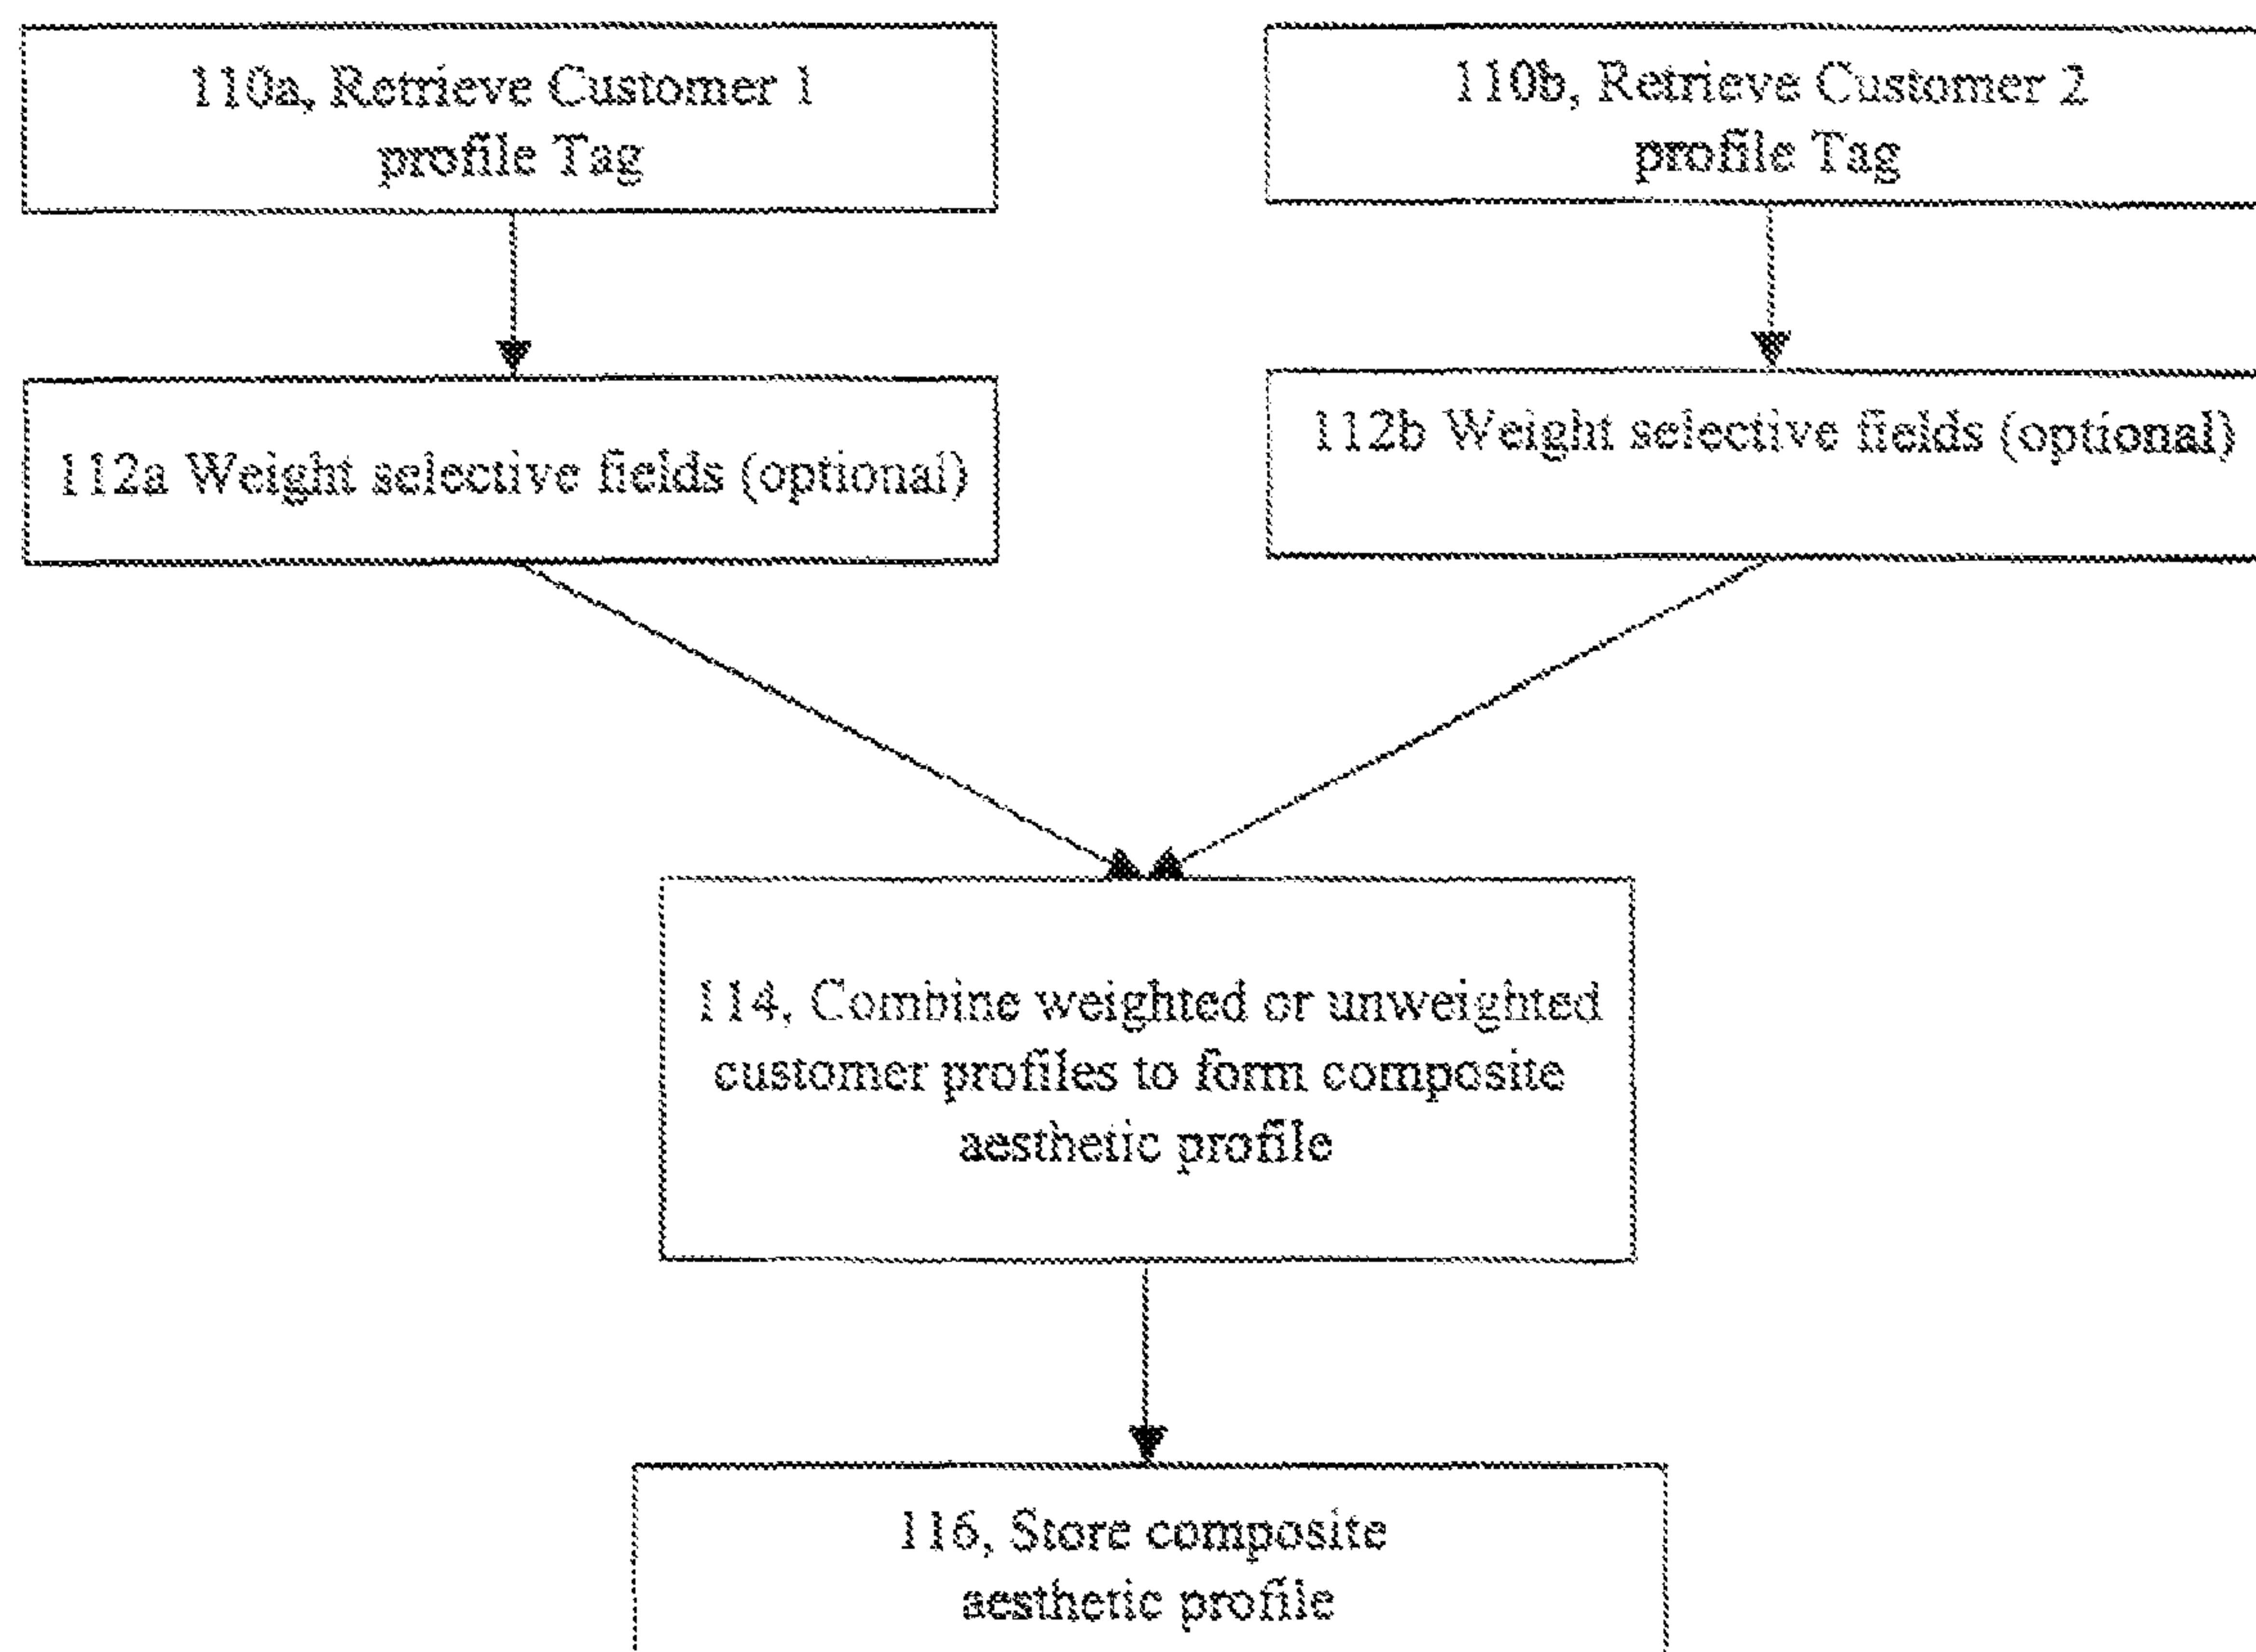 110a, Retrieve Customer 1
profile Tag
110b, Retrieve Customer 2
profile Tag
112a Weight selective fields (optional)
112b Weight selective fields (optional)
114, Combine weighted or unweighted
customer profiles to form composite
aesthetic profile
116, Store composite
aesthetic profile